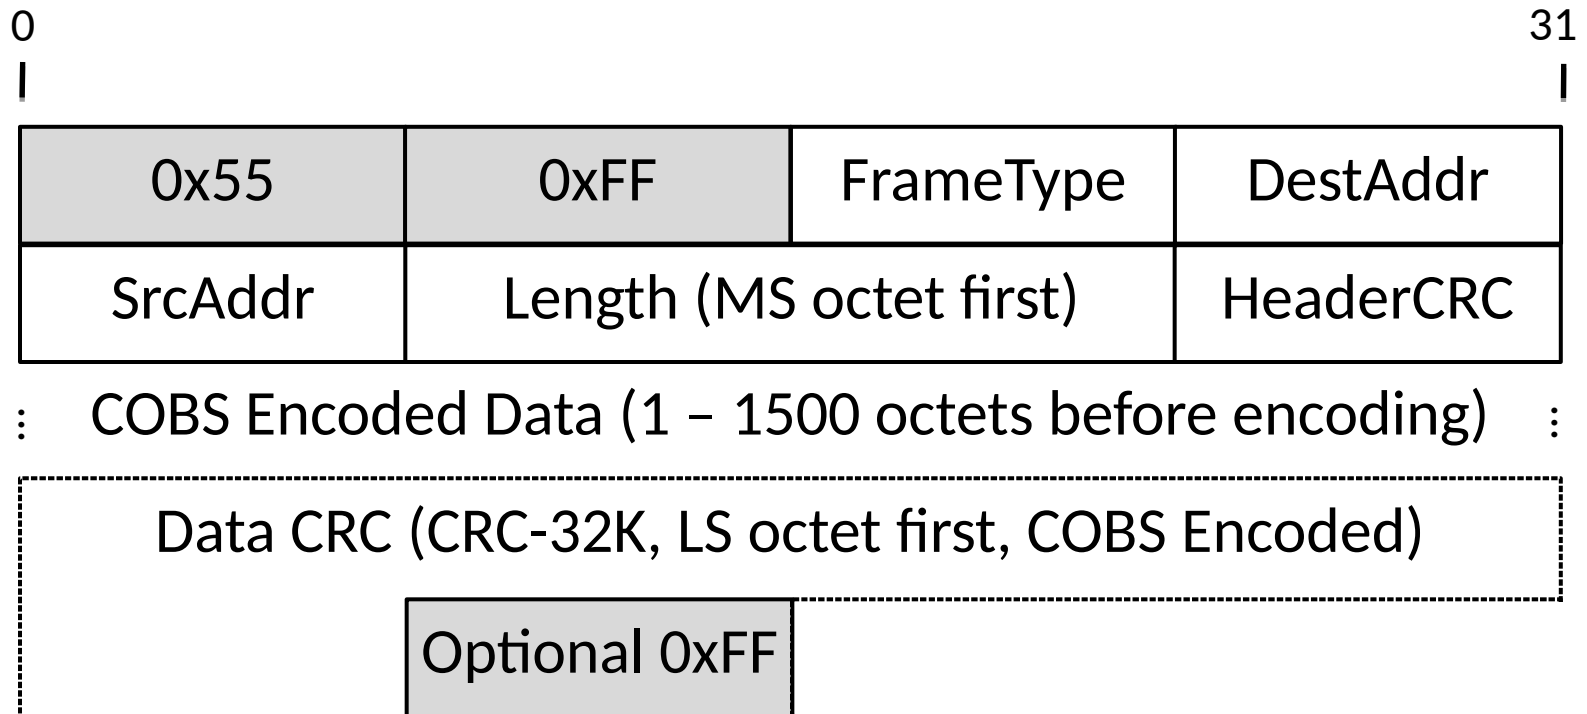 0 31
0x55 0xFF FrameType DestAddr
SrcAddr Length (MS octet first) HeaderCRC
⋮ COBS Encoded Data (1 – 1500 octets before encoding) ⋮
Data CRC (CRC-32K, LS octet first, COBS Encoded)
Optional 0xFF